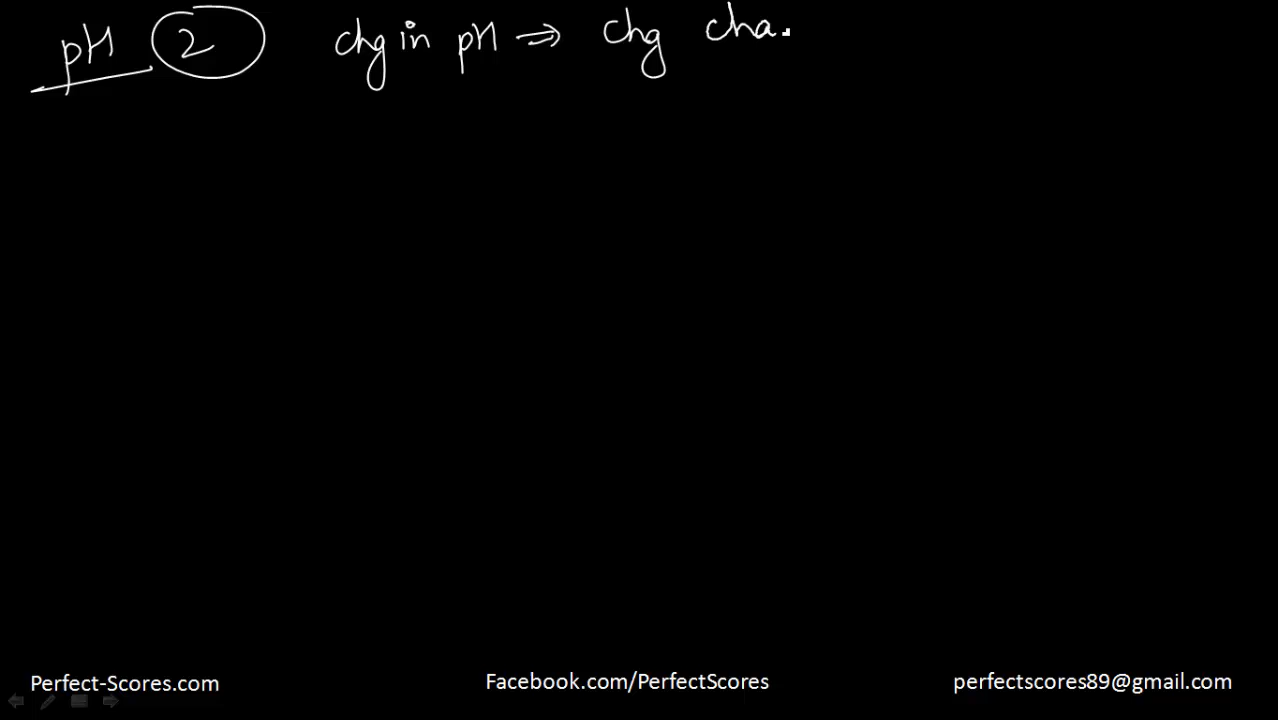 pH 2 chg in pH ⇒ chg cha.
Perfect-Scores.com Facebook.com/PerfectScores perfectscores89@gmail.com